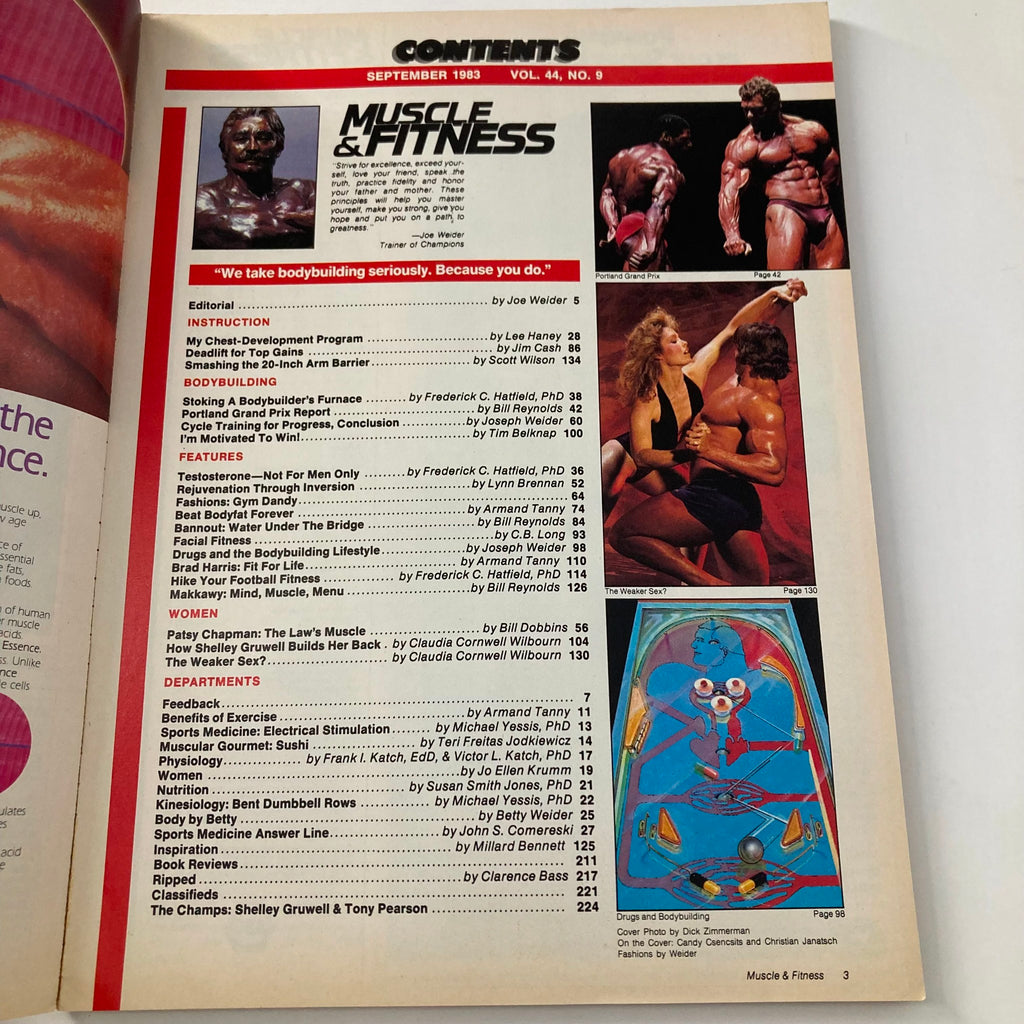 the
nce.
uscle up,
w age
ce of
ssential
e fats,
e foods
n of human
er muscle
acids
Essence.
ss. Unlike
nce
le cells
ulates
es
acid
e
CONTENTS
SEPTEMBER 1983 VOL. 44, NO. 9
MUSCLE
& FITNESS
"Strive for excellence, exceed your-
self, love your friend, speak the
truth, practice fidelity and honor
your father and mother. These
principles will help you master
yourself, make you strong, give you
hope and put you on a path to
greatness."
—Joe Weider
Trainer of Champions
"We take bodybuilding seriously. Because you do."
Editorial by Joe Weider 5
INSTRUCTION
My Chest-Development Program by Lee Haney 28
Deadlift for Top Gains by Jim Cash 86
Smashing the 20-Inch Arm Barrier by Scott Wilson 134
BODYBUILDING
Stoking A Bodybuilder's Furnace by Frederick C. Hatfield, PhD 38
Portland Grand Prix Report by Bill Reynolds 42
Cycle Training for Progress, Conclusion by Joseph Weider 60
I'm Motivated To Win! by Tim Belknap 100
FEATURES
Testosterone—Not For Men Only by Frederick C. Hatfield, PhD 36
Rejuvenation Through Inversion by Lynn Brennan 52
Fashions: Gym Dandy 64
Beat Bodyfat Forever by Armand Tanny 74
Bannout: Water Under The Bridge by Bill Reynolds 84
Facial Fitness by C.B. Long 93
Drugs and the Bodybuilding Lifestyle by Joseph Weider 98
Brad Harris: Fit For Life by Armand Tanny 110
Hike Your Football Fitness by Frederick C. Hatfield, PhD 114
Makkawy: Mind, Muscle, Menu by Bill Reynolds 126
WOMEN
Patsy Chapman: The Law's Muscle by Bill Dobbins 56
How Shelley Gruwell Builds Her Back by Claudia Cornwell Wilbourn 104
The Weaker Sex? by Claudia Cornwell Wilbourn 130
DEPARTMENTS
Feedback 7
Benefits of Exercise by Armand Tanny 11
Sports Medicine: Electrical Stimulation by Michael Yessis, PhD 13
Muscular Gourmet: Sushi by Teri Freitas Jodkiewicz 14
Physiology by Frank I. Katch, EdD, & Victor L. Katch, PhD 17
Women by Jo Ellen Krumm 19
Nutrition by Susan Smith Jones, PhD 21
Kinesiology: Bent Dumbbell Rows by Michael Yessis, PhD 22
Body by Betty by Betty Weider 25
Sports Medicine Answer Line by John S. Comereski 27
Inspiration by Millard Bennett 125
Book Reviews 211
Ripped by Clarence Bass 217
Classifieds 221
The Champs: Shelley Gruwell & Tony Pearson 224
Portland Grand Prix Page 42
The Weaker Sex? Page 130
Drugs and Bodybuilding Page 98
Cover Photo by Dick Zimmerman
On the Cover: Candy Csencsits and Christian Janatsch
Fashions by Weider
Muscle & Fitness 3